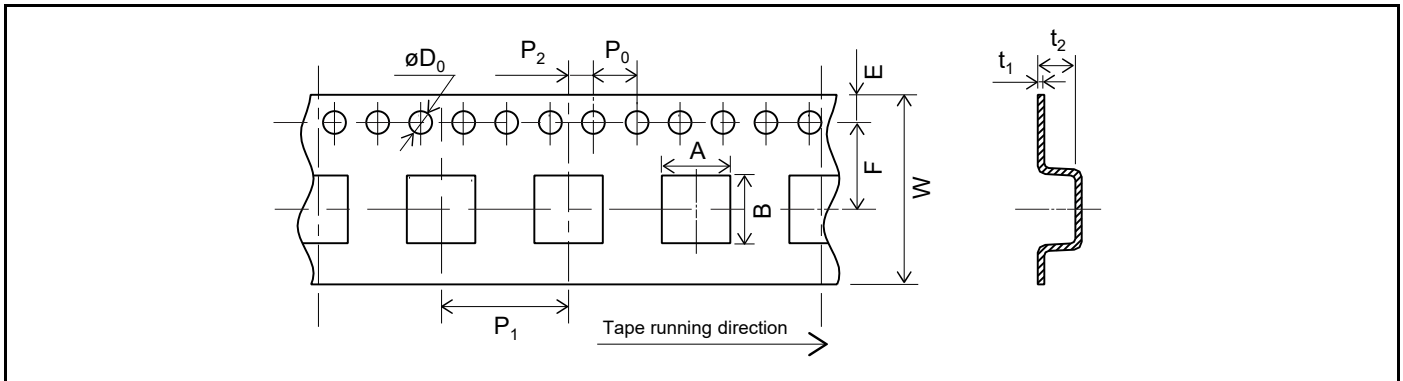 øD₀
P₂
P₀
E
t₁
t₂
A
B
F
W
P₁
Tape running direction